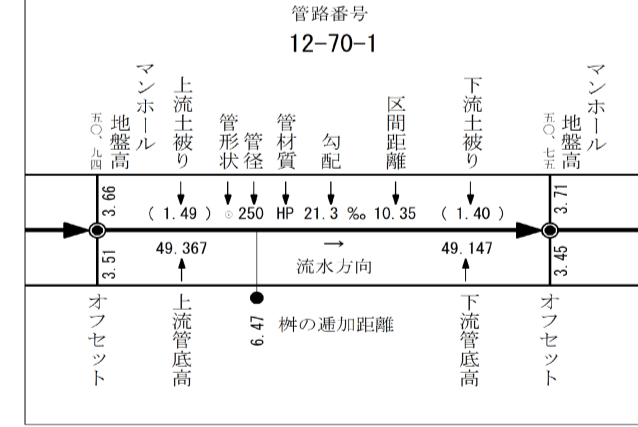 管路番号
12-70-1
マンホール
地盤高
五〇、九四
上流土被り
管形状
管径
管材質
勾配
区間距離
下流土被り
マンホール
地盤高
五〇、七五
3.66
( 1.49 ) ○ 250 HP 21.3 ‰ 10.35 ( 1.40 )
3.71
3.51
49.367
→
流水方向
49.147
3.45
オフセット
上流管底高
6.47
桝の逓加距離
下流管底高
オフセット